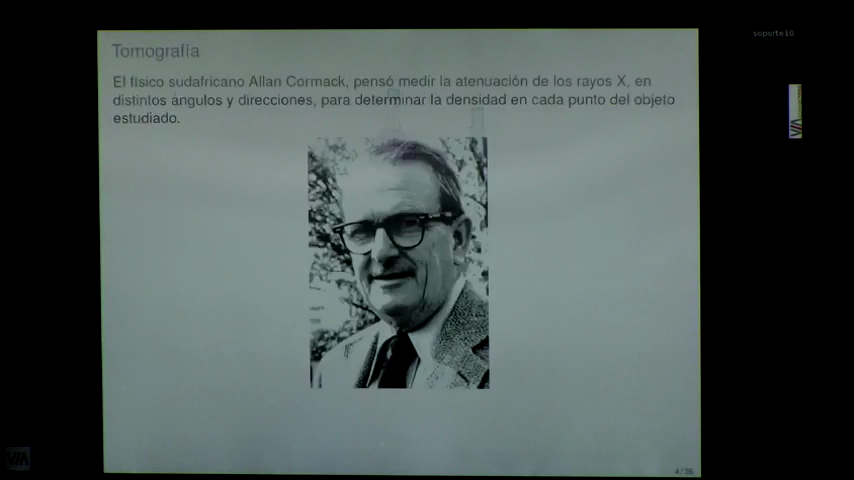 soporte10
Tomografía
El físico sudafricano Allan Cormack, pensó medir la atenuación de los rayos X, en
distintos ángulos y direcciones, para determinar la densidad en cada punto del objeto
estudiado.
4/36